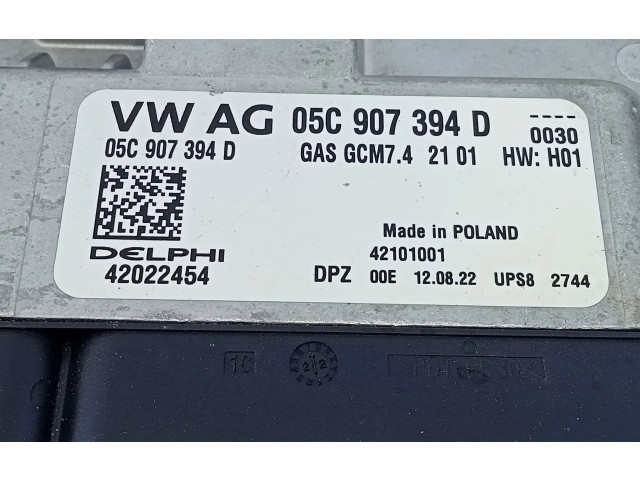 VW AG 05C 907 394 D
----
0030
05C 907 394 D GAS GCM7.4 21 01 HW: H01
Made in POLAND
DELPHI 42101001
42022454 DPZ 00E 12.08.22 UPS8 2744
1C